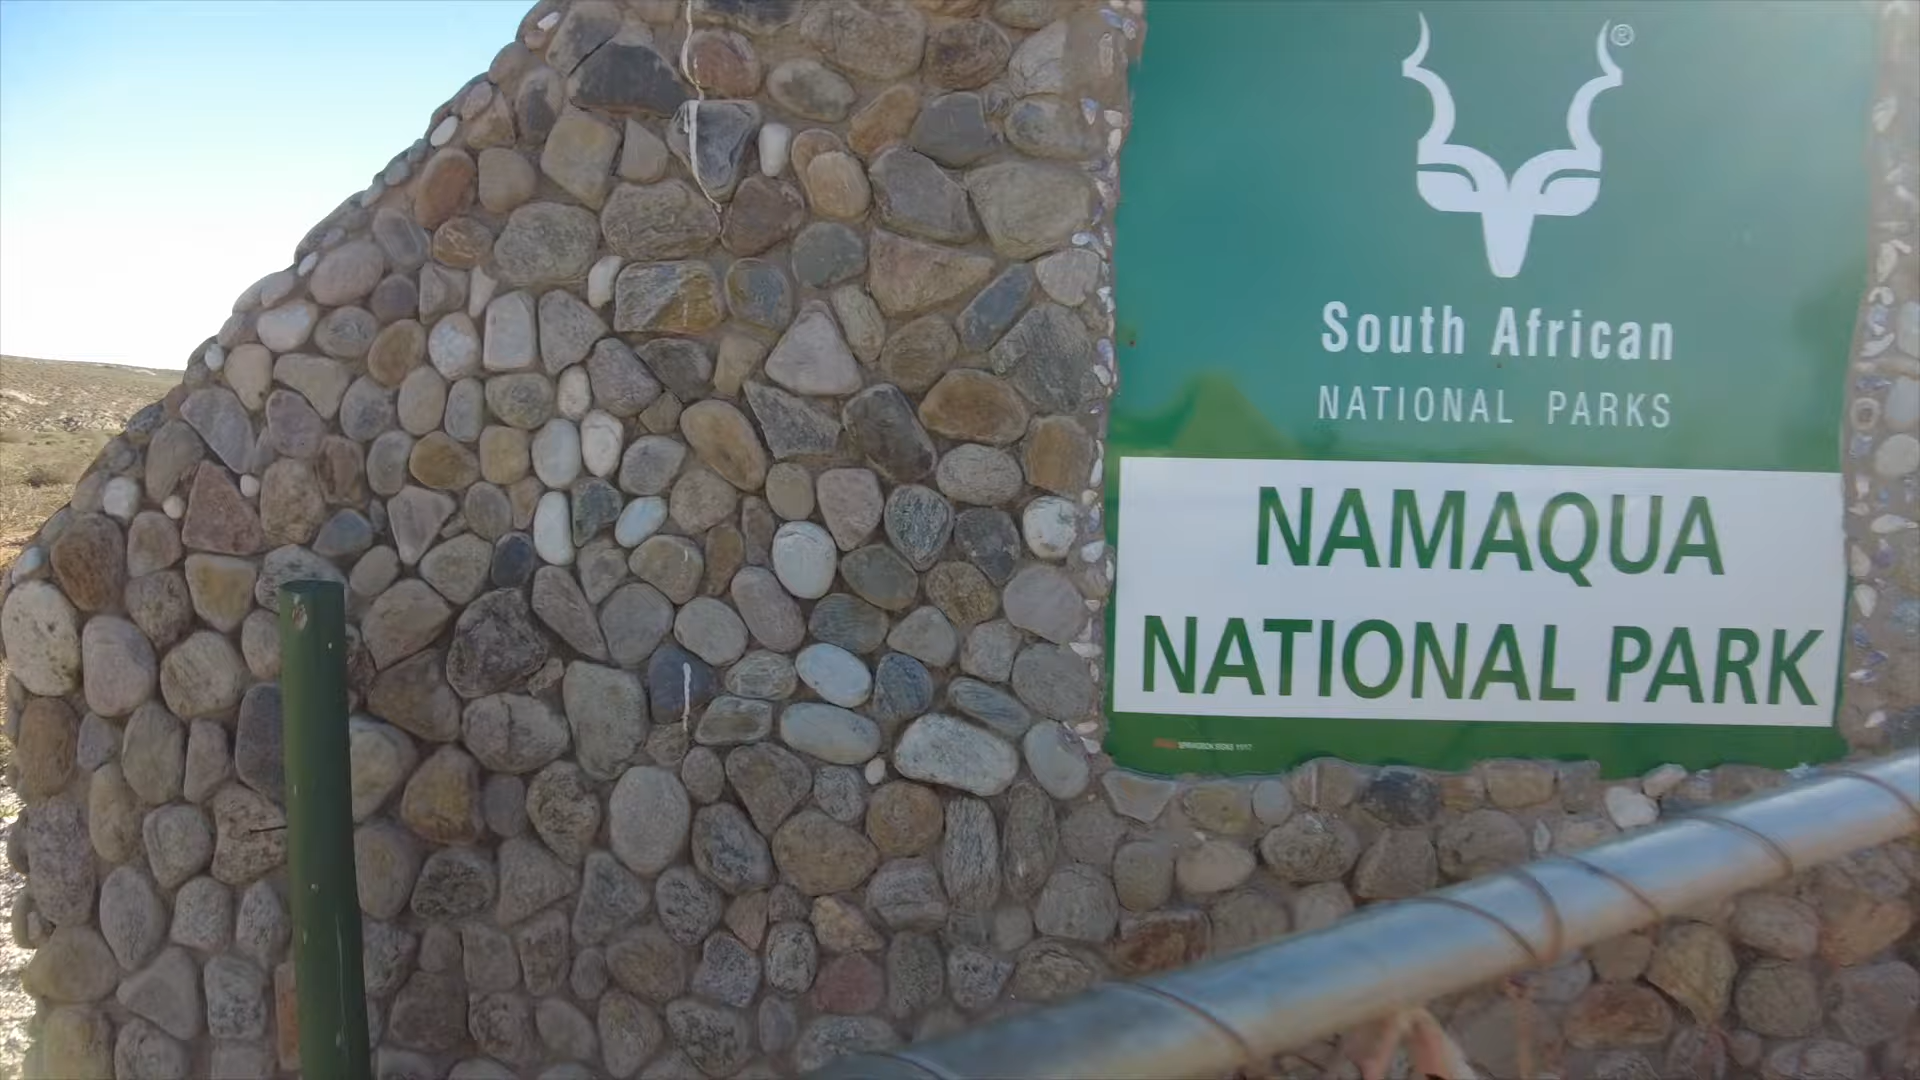 ®
South African
NATIONAL PARKS
NAMAQUA
NATIONAL PARK